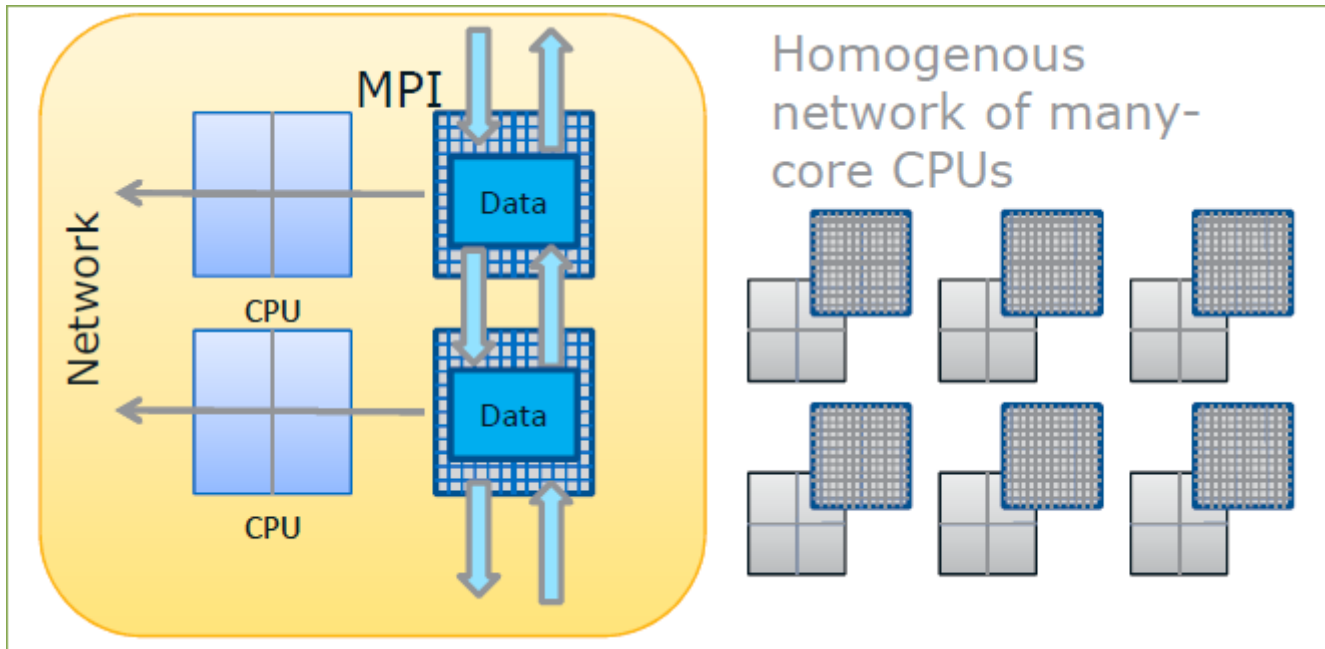 MPI
Data
CPU
Network
Data
CPU
Homogenous
network of many-
core CPUs